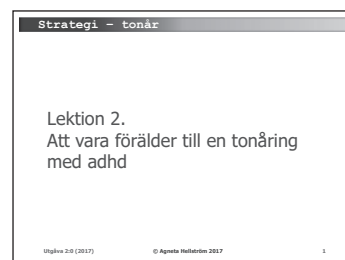 Strategi – tonår
Lektion 2.
Att vara förälder till en tonåring
med adhd
Utgåva 2:0 (2017) © Agneta Hellström 2017 1